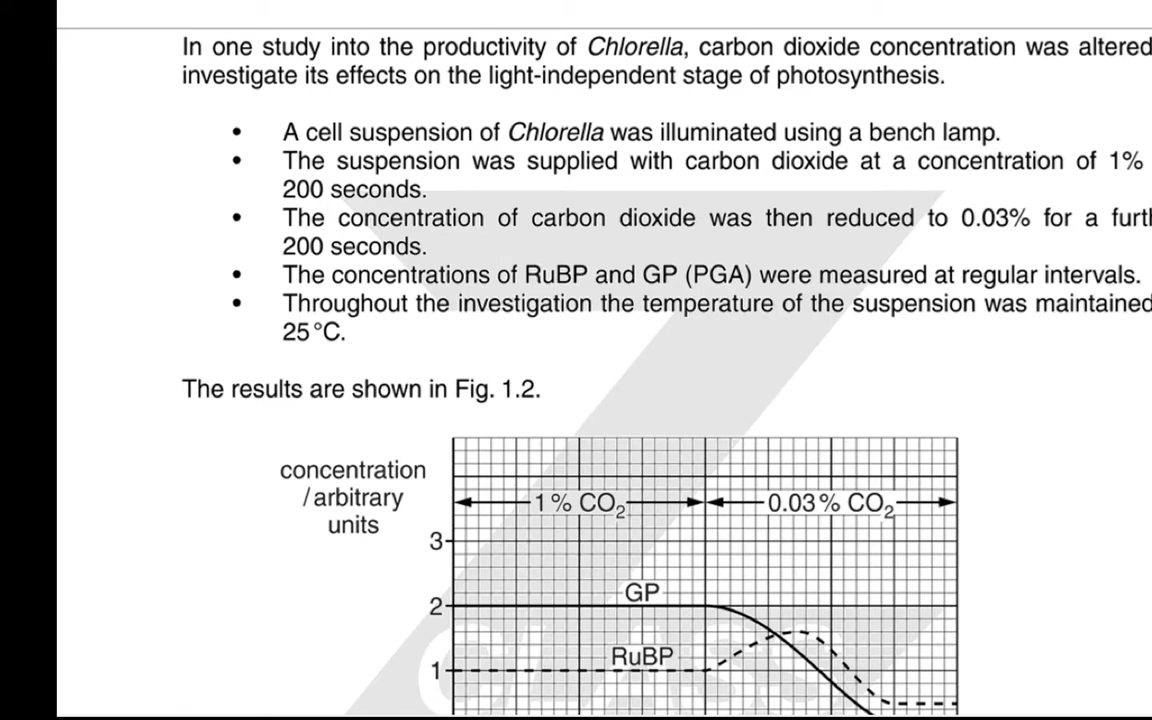 In one study into the productivity of Chlorella, carbon dioxide concentration was altered
investigate its effects on the light-independent stage of photosynthesis.
• A cell suspension of Chlorella was illuminated using a bench lamp.
• The suspension was supplied with carbon dioxide at a concentration of 1%
200 seconds.
• The concentration of carbon dioxide was then reduced to 0.03% for a furt
200 seconds.
• The concentrations of RuBP and GP (PGA) were measured at regular intervals.
• Throughout the investigation the temperature of the suspension was maintained
25 °C.
The results are shown in Fig. 1.2.
concentration
/ arbitrary
units
1% CO2
0.03% CO2
3
GP
2
RuBP
1